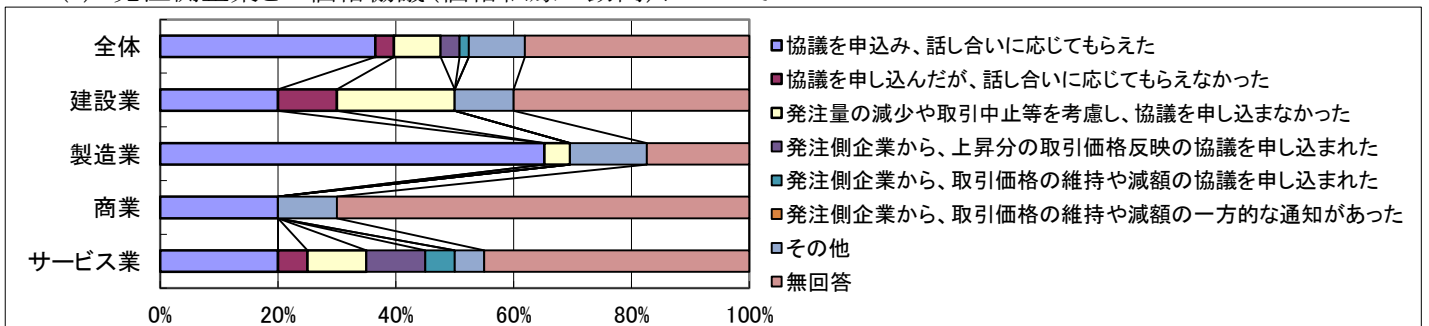 全体
建設業
製造業
商業
サービス業
0%
20%
40%
60%
80%
100%
協議を申込み、話し合いに応じてもらえた
協議を申し込んだが、話し合いに応じてもらえなかった
発注量の減少や取引中止等を考慮し、協議を申し込まなかった
発注側企業から、上昇分の取引価格反映の協議を申し込まれた
発注側企業から、取引価格の維持や減額の協議を申し込まれた
発注側企業から、取引価格の維持や減額の一方的な通知があった
その他
無回答